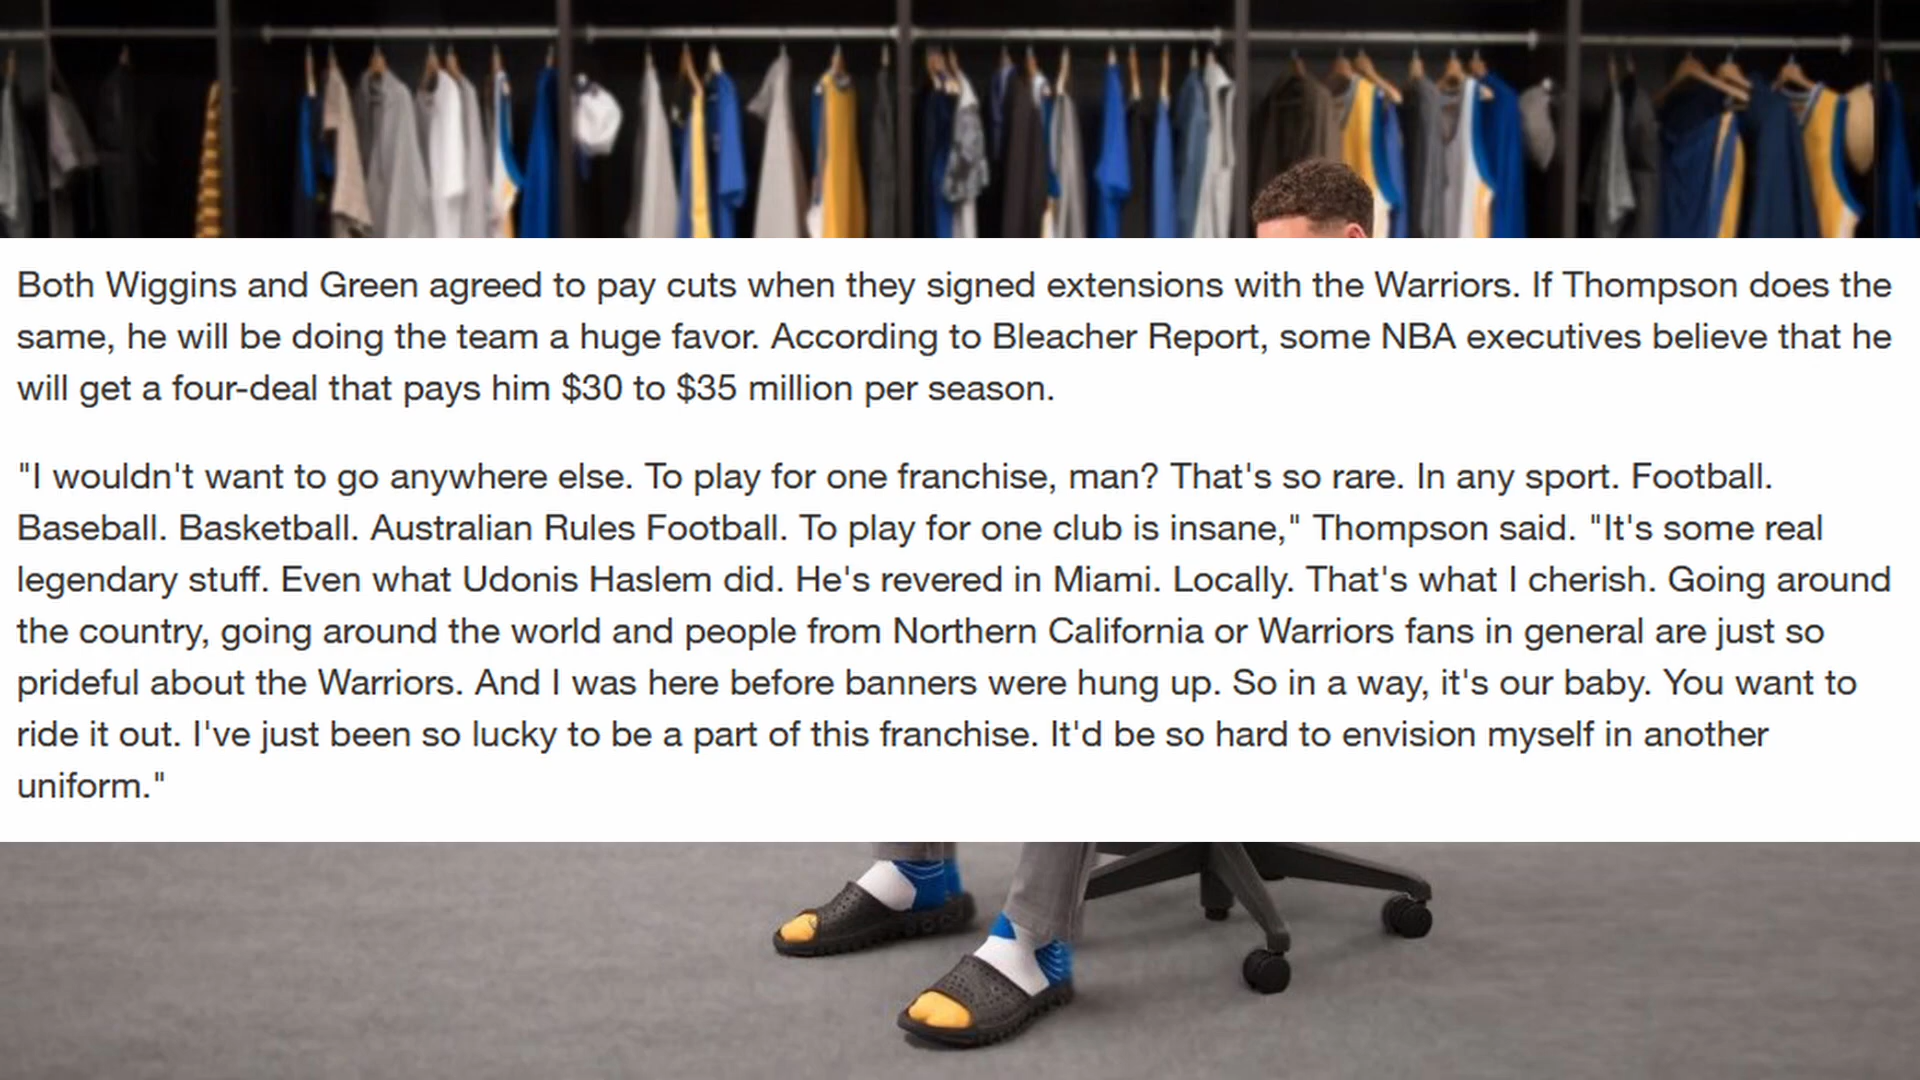 Both Wiggins and Green agreed to pay cuts when they signed extensions with the Warriors. If Thompson does the
same, he will be doing the team a huge favor. According to Bleacher Report, some NBA executives believe that he
will get a four-deal that pays him $30 to $35 million per season.
"I wouldn't want to go anywhere else. To play for one franchise, man? That's so rare. In any sport. Football.
Baseball. Basketball. Australian Rules Football. To play for one club is insane," Thompson said. "It's some real
legendary stuff. Even what Udonis Haslem did. He's revered in Miami. Locally. That's what I cherish. Going around
the country, going around the world and people from Northern California or Warriors fans in general are just so
prideful about the Warriors. And I was here before banners were hung up. So in a way, it's our baby. You want to
ride it out. I've just been so lucky to be a part of this franchise. It'd be so hard to envision myself in another
uniform."